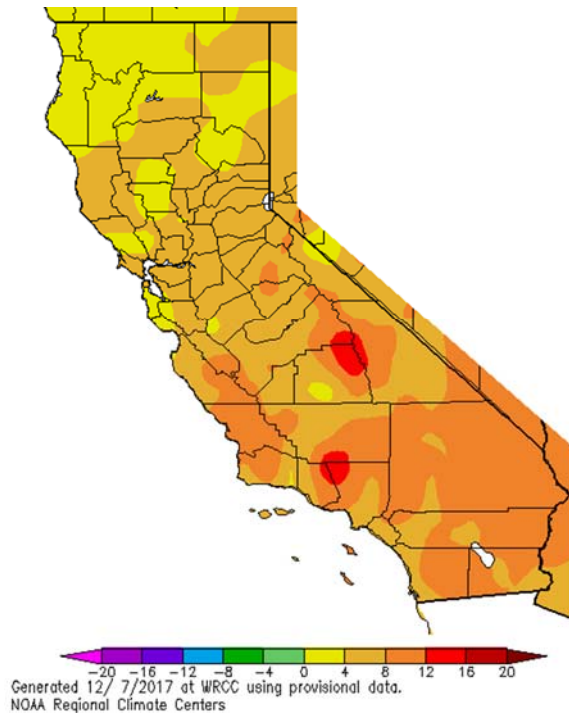 -20 -16 -12 -8 -4 0 4 8 12 16 20
Generated 12/ 7/2017 at WRCC using provisional data.
NOAA Regional Climate Centers